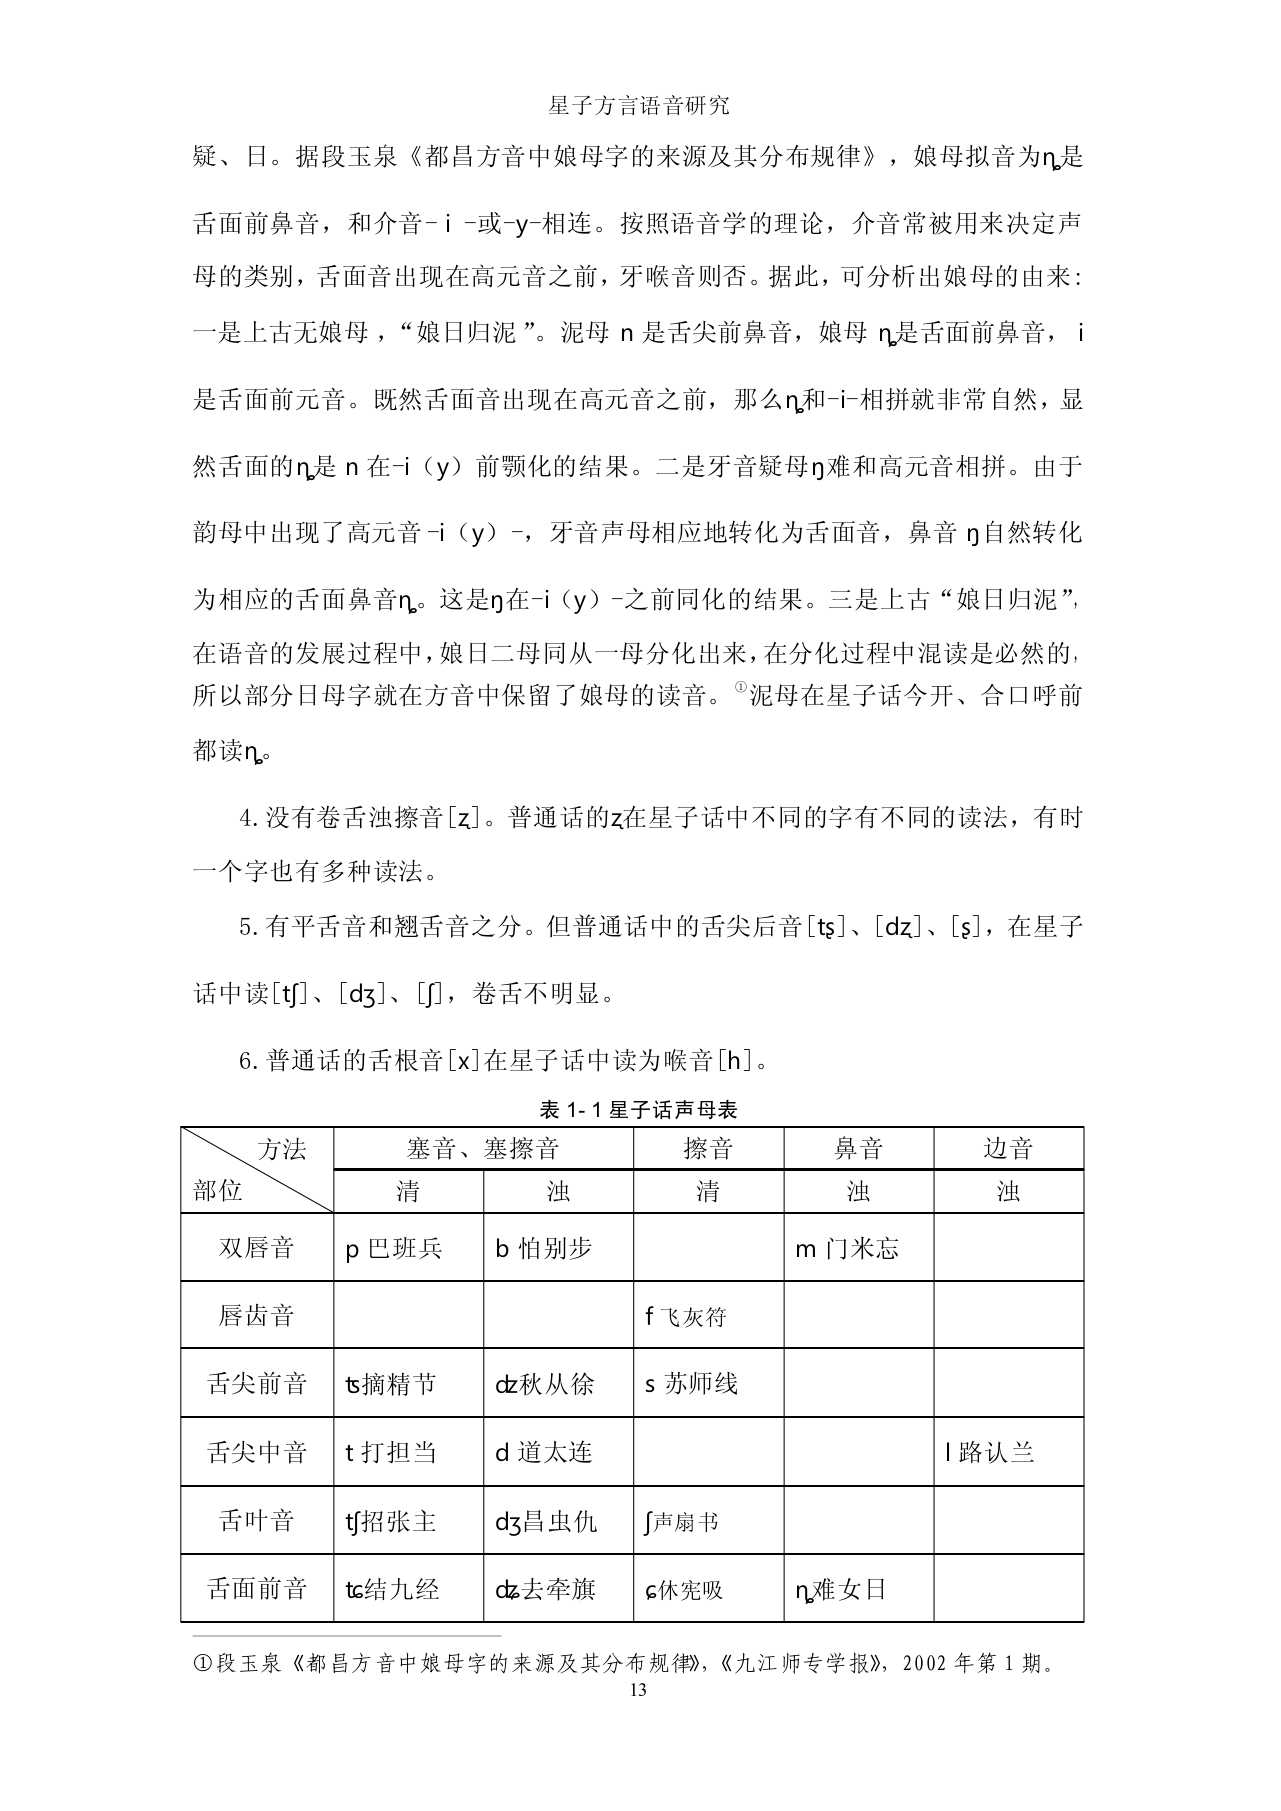 星子方言语音研究
疑、日。据段玉泉《都昌方音中娘母字的来源及其分布规律》，娘母拟音为ȵ是
舌面前鼻音，和介音-i-或-y-相连。按照语音学的理论，介音常被用来决定声
母的类别，舌面音出现在高元音之前，牙喉音则否。据此，可分析出娘母的由来：
一是上古无娘母，“娘日归泥”。泥母 n 是舌尖前鼻音，娘母 ȵ是舌面前鼻音， i
是舌面前元音。既然舌面音出现在高元音之前，那么ȵ和-i-相拼就非常自然，显
然舌面的ȵ是 n 在-i（y）前颚化的结果。二是牙音疑母ŋ难和高元音相拼。由于
韵母中出现了高元音-i（y）-，牙音声母相应地转化为舌面音，鼻音 ŋ自然转化
为相应的舌面鼻音ȵ。这是ŋ在-i（y）-之前同化的结果。三是上古“娘日归泥”，
在语音的发展过程中，娘日二母同从一母分化出来，在分化过程中混读是必然的，
所以部分日母字就在方音中保留了娘母的读音。①泥母在星子话今开、合口呼前
都读ȵ。
4.没有卷舌浊擦音[ʐ]。普通话的ʐ在星子话中不同的字有不同的读法，有时
一个字也有多种读法。
5.有平舌音和翘舌音之分。但普通话中的舌尖后音[tʂ]、[dʐ]、[ʂ]，在星子
话中读[tʃ]、[dʒ]、[ʃ]，卷舌不明显。
6.普通话的舌根音[x]在星子话中读为喉音[h]。
表 1-1 星子话声母表
方法 塞音、塞擦音 擦音 鼻音 边音
部位 清 浊 清 浊 浊
双唇音 p 巴班兵 b 怕别步 m 门米忘
唇齿音 f 飞灰符
舌尖前音 ʦ摘精节 ʣ秋从徐 s 苏师线
舌尖中音 t 打担当 d 道太连 l 路认兰
舌叶音 tʃ招张主 dʒ昌虫仇 ʃ声扇书
舌面前音 ʨ结九经 ʥ去牵旗 ɕ休宪吸 ȵ难女日
①段玉泉《都昌方音中娘母字的来源及其分布规律》，《九江师专学报》，2002 年第 1 期。
13